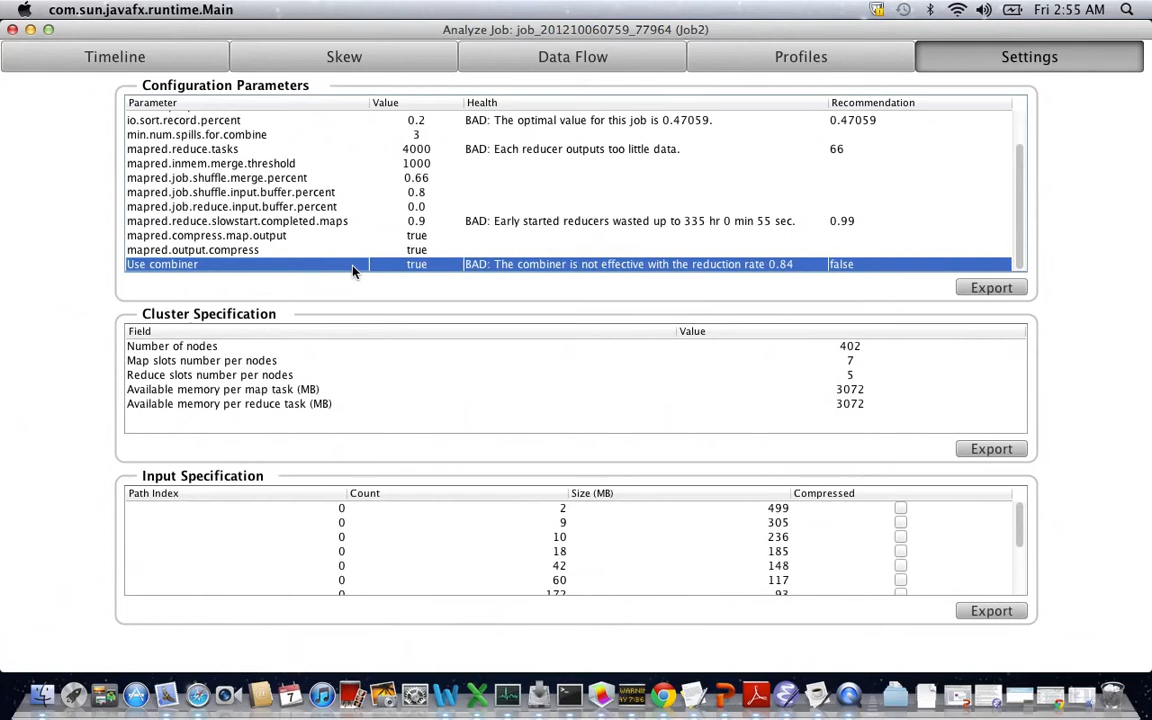 com.sun.javafx.runtime.Main Fri 2:55 AM
Analyze Job: job_201210060759_77964 (Job2)
Timeline Skew Data Flow Profiles Settings
Configuration Parameters
Parameter Value Health Recommendation
io.sort.record.percent 0.2 BAD: The optimal value for this job is 0.47059. 0.47059
min.num.spills.for.combine 3
mapred.reduce.tasks 4000 BAD: Each reducer outputs too little data. 66
mapred.inmem.merge.threshold 1000
mapred.job.shuffle.merge.percent 0.66
mapred.job.shuffle.input.buffer.percent 0.8
mapred.job.reduce.input.buffer.percent 0.0
mapred.reduce.slowstart.completed.maps 0.9 BAD: Early started reducers wasted up to 335 hr 0 min 55 sec. 0.99
mapred.compress.map.output true
mapred.output.compress true
Use combiner true BAD: The combiner is not effective with the reduction rate 0.84 false
Export
Cluster Specification
Field Value
Number of nodes 402
Map slots number per nodes 7
Reduce slots number per nodes 5
Available memory per map task (MB) 3072
Available memory per reduce task (MB) 3072
Export
Input Specification
Path Index Count Size (MB) Compressed
0 2 499
0 9 305
0 10 236
0 18 185
0 42 148
0 60 117
0 172 93
Export